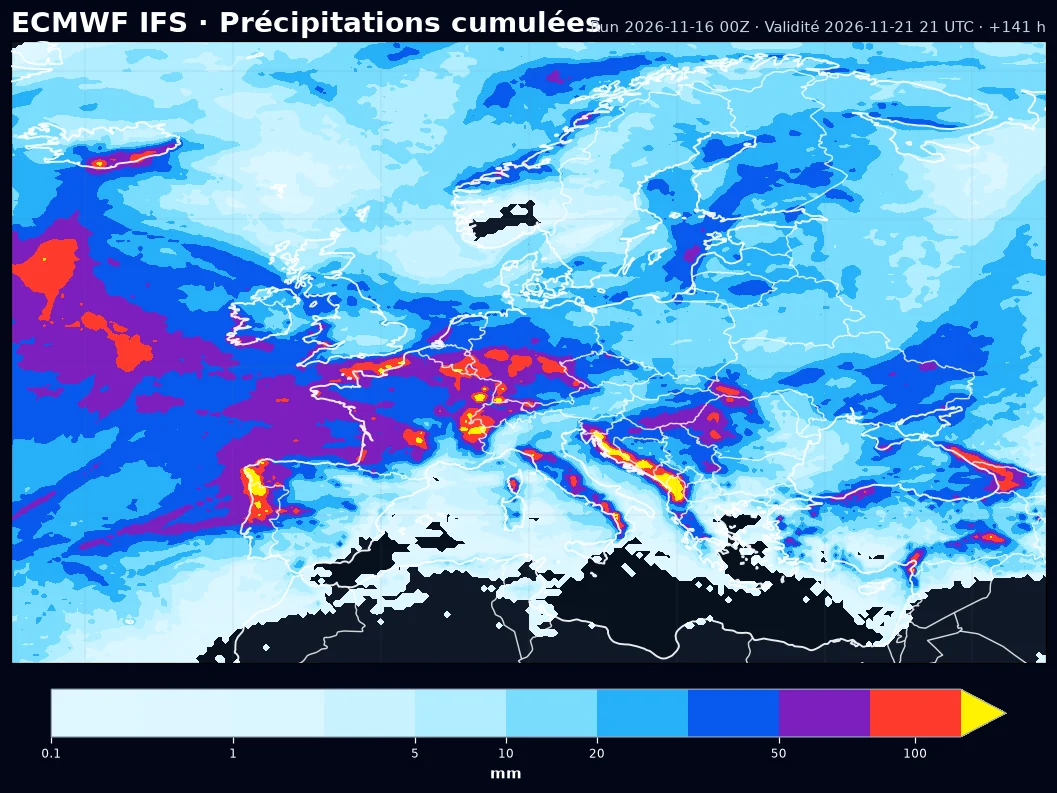 ECMWF IFS · Précipitations cumulées
Run 2026-11-16 00Z · Validité 2026-11-21 21 UTC · +141 h
0.1 1 5 10 20 50 100
mm